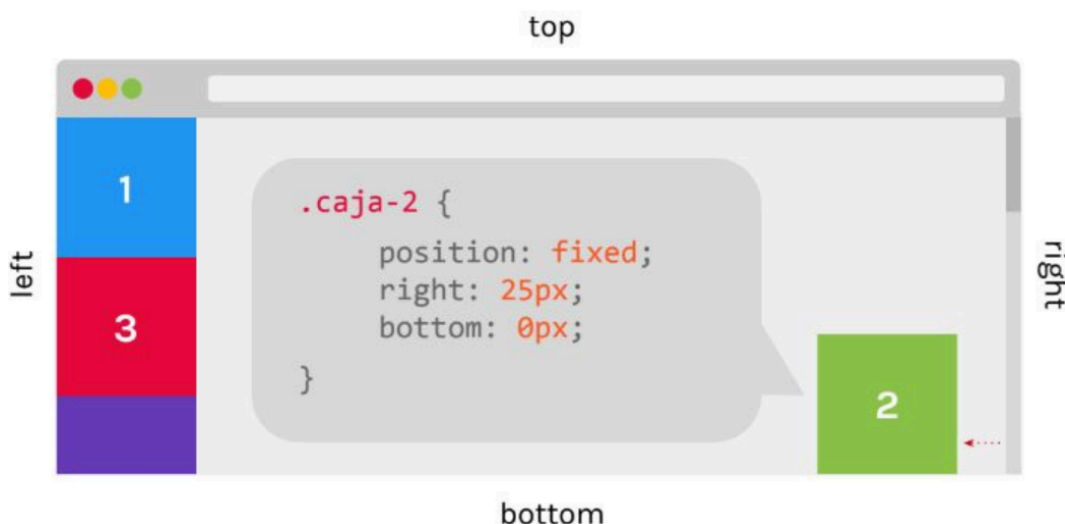 top
1
left
3
.caja-2 {
position: fixed;
right: 25px;
bottom: 0px;
}
2
right
bottom